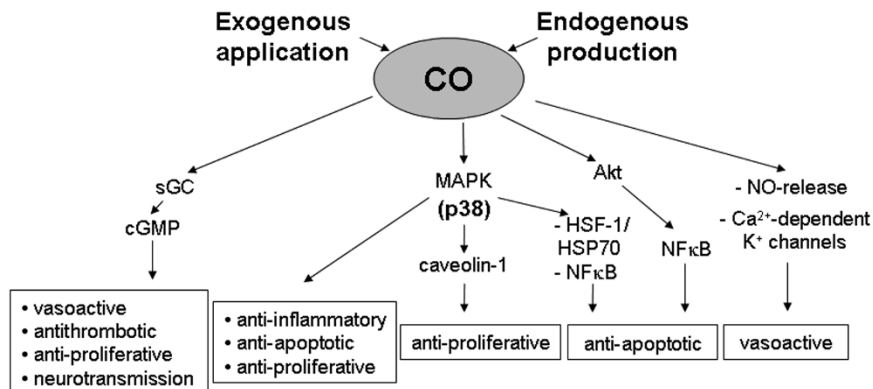 Exogenous
application
Endogenous
production
CO
sGC
cGMP
• vasoactive
• antithrombotic
• anti-proliferative
• neurotransmission
MAPK
(p38)
• anti-inflammatory
• anti-apoptotic
• anti-proliferative
caveolin-1
anti-proliferative
- HSF-1/
HSP70
- NFκB
Akt
NFκB
anti-apoptotic
- NO-release
- Ca²⁺-dependent
K⁺ channels
vasoactive